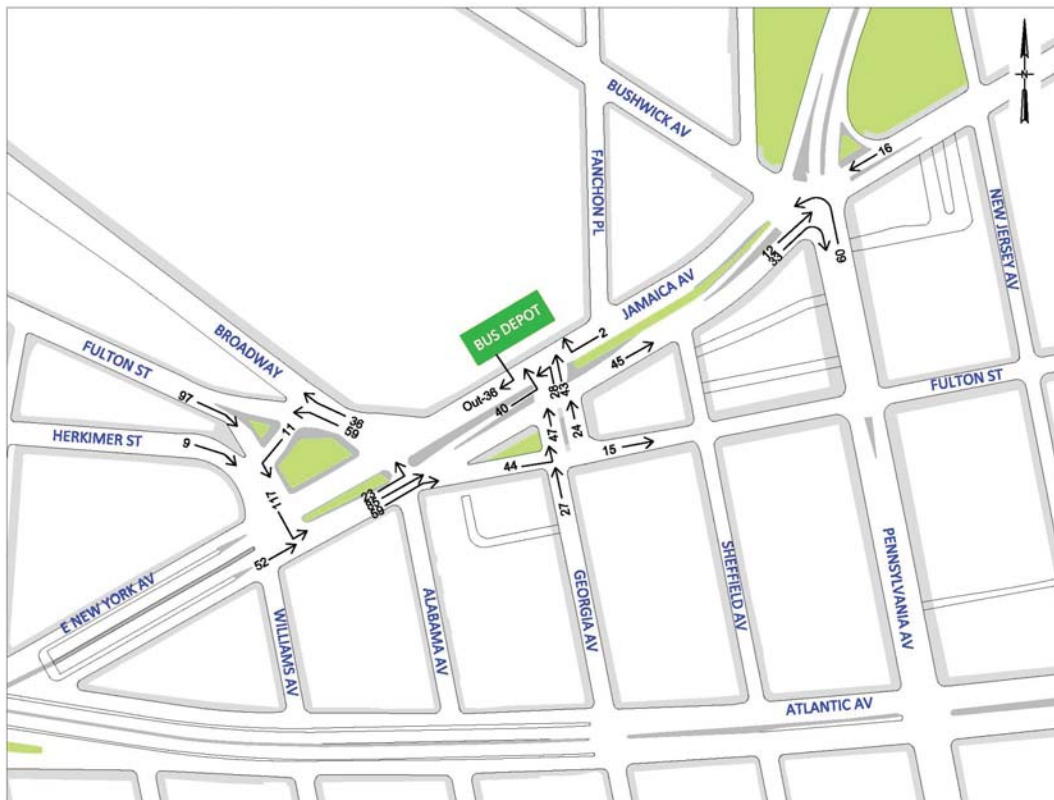 N
BUSHWICK AV
16
FANCHON PL
NEW JERSEY AV
12
33
60
JAMAICA AV
BUS DEPOT
2
BROADWAY
45
FULTON ST
Out-36
28
43
40
FULTON ST
97
36
59
11
HERKIMER ST
9
47
24
15
44
23
117
27
52
E NEW YORK AV
WILLIAMS AV
ALABAMA AV
GEORGIA AV
SHEFFIELD AV
PENNSYLVANIA AV
ATLANTIC AV